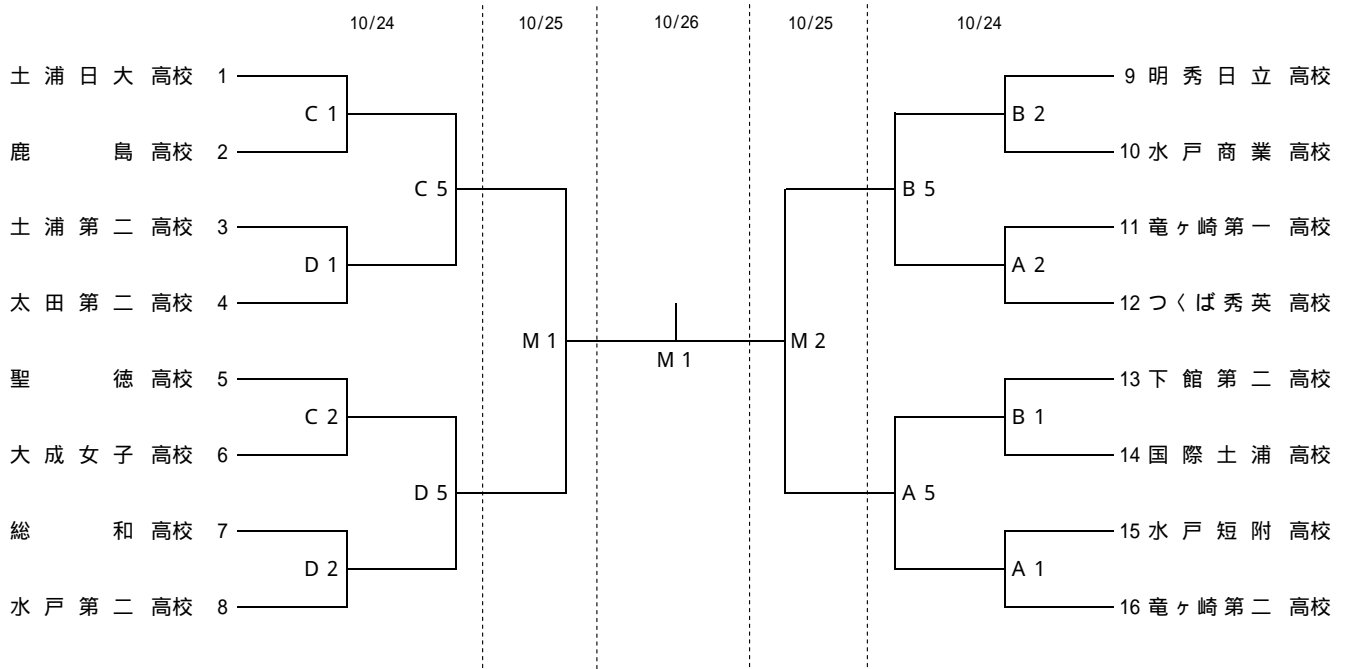 10/24 10/25 10/26 10/25 10/24
土浦日大 高校 1 9 明秀日立 高校
C 1 B 2
鹿島 高校 2 10 水戸商業 高校
C 5 B 5
土浦第二 高校 3 11 竜ヶ崎第一 高校
D 1 A 2
太田第二 高校 4 12 つくば秀英 高校
M 1 M 2
M 1
聖徳 高校 5 13 下館第二 高校
C 2 B 1
大成女子 高校 6 14 国際土浦 高校
D 5 A 5
総和 高校 7 15 水戸短附 高校
D 2 A 1
水戸第二 高校 8 16 竜ヶ崎第二 高校